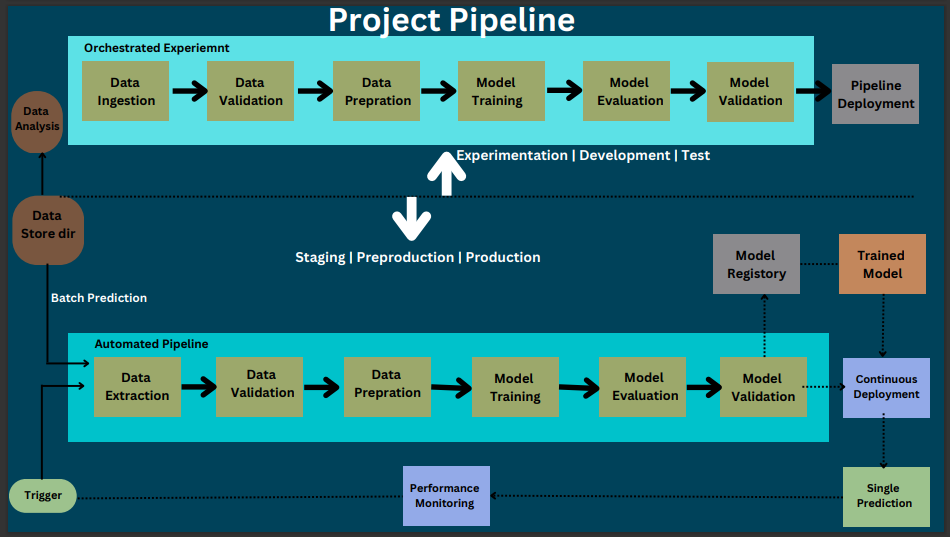 Project Pipeline
Orchestrated Experiemnt
Data
Ingestion
Data
Validation
Data
Prepration
Model
Training
Model
Evaluation
Model
Validation
Pipeline
Deployment
Data
Analysis
Experimentation | Development | Test
Data
Store dir
Staging | Preproduction | Production
Model
Registory
Trained
Model
Batch Prediction
Automated Pipeline
Data
Extraction
Data
Validation
Data
Prepration
Model
Training
Model
Evaluation
Model
Validation
Continuous
Deployment
Trigger
Performance
Monitoring
Single
Prediction